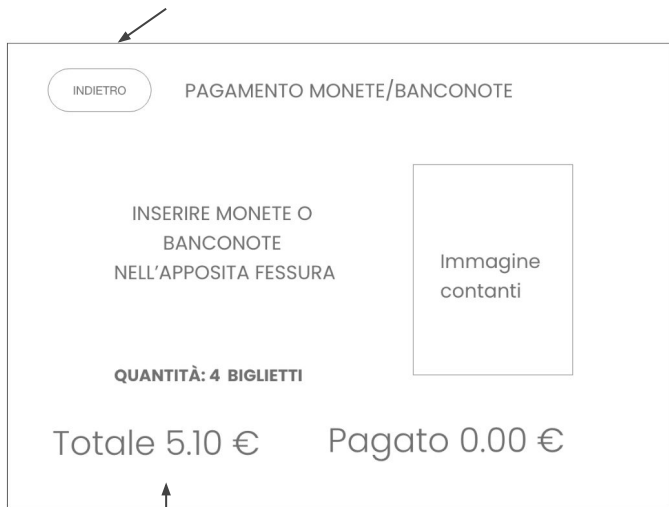 INDIETRO
PAGAMENTO MONETE/BANCONOTE
INSERIRE MONETE O
BANCONOTE
NELL'APPOSITA FESSURA
Immagine
contanti
QUANTITÀ: 4 BIGLIETTI
Totale 5.10 €
Pagato 0.00 €